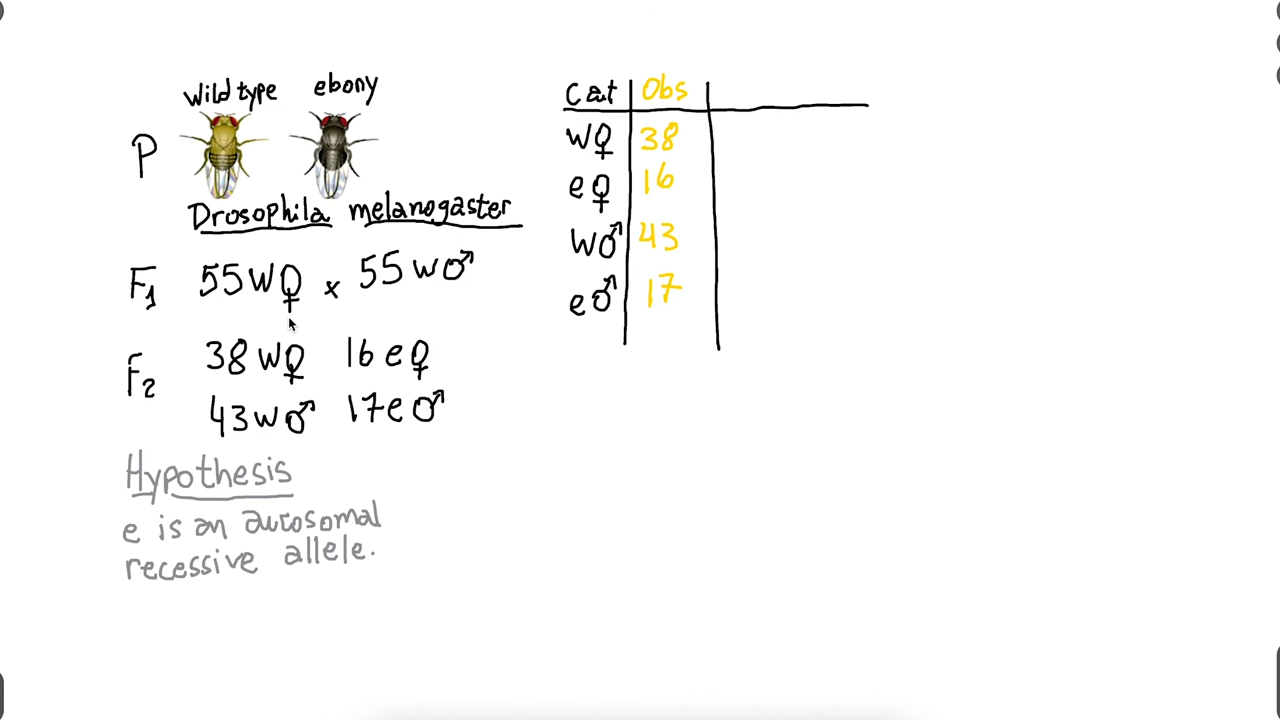 wild type ebony
P
Drosophila melanogaster
F1 55 W♀ x 55 w♂
F2 38 W♀ 16 e♀
43 w♂ 17 e♂
Hypothesis
e is an autosomal
recessive allele.
Cat Obs
W♀ 38
e♀ 16
W♂ 43
e♂ 17